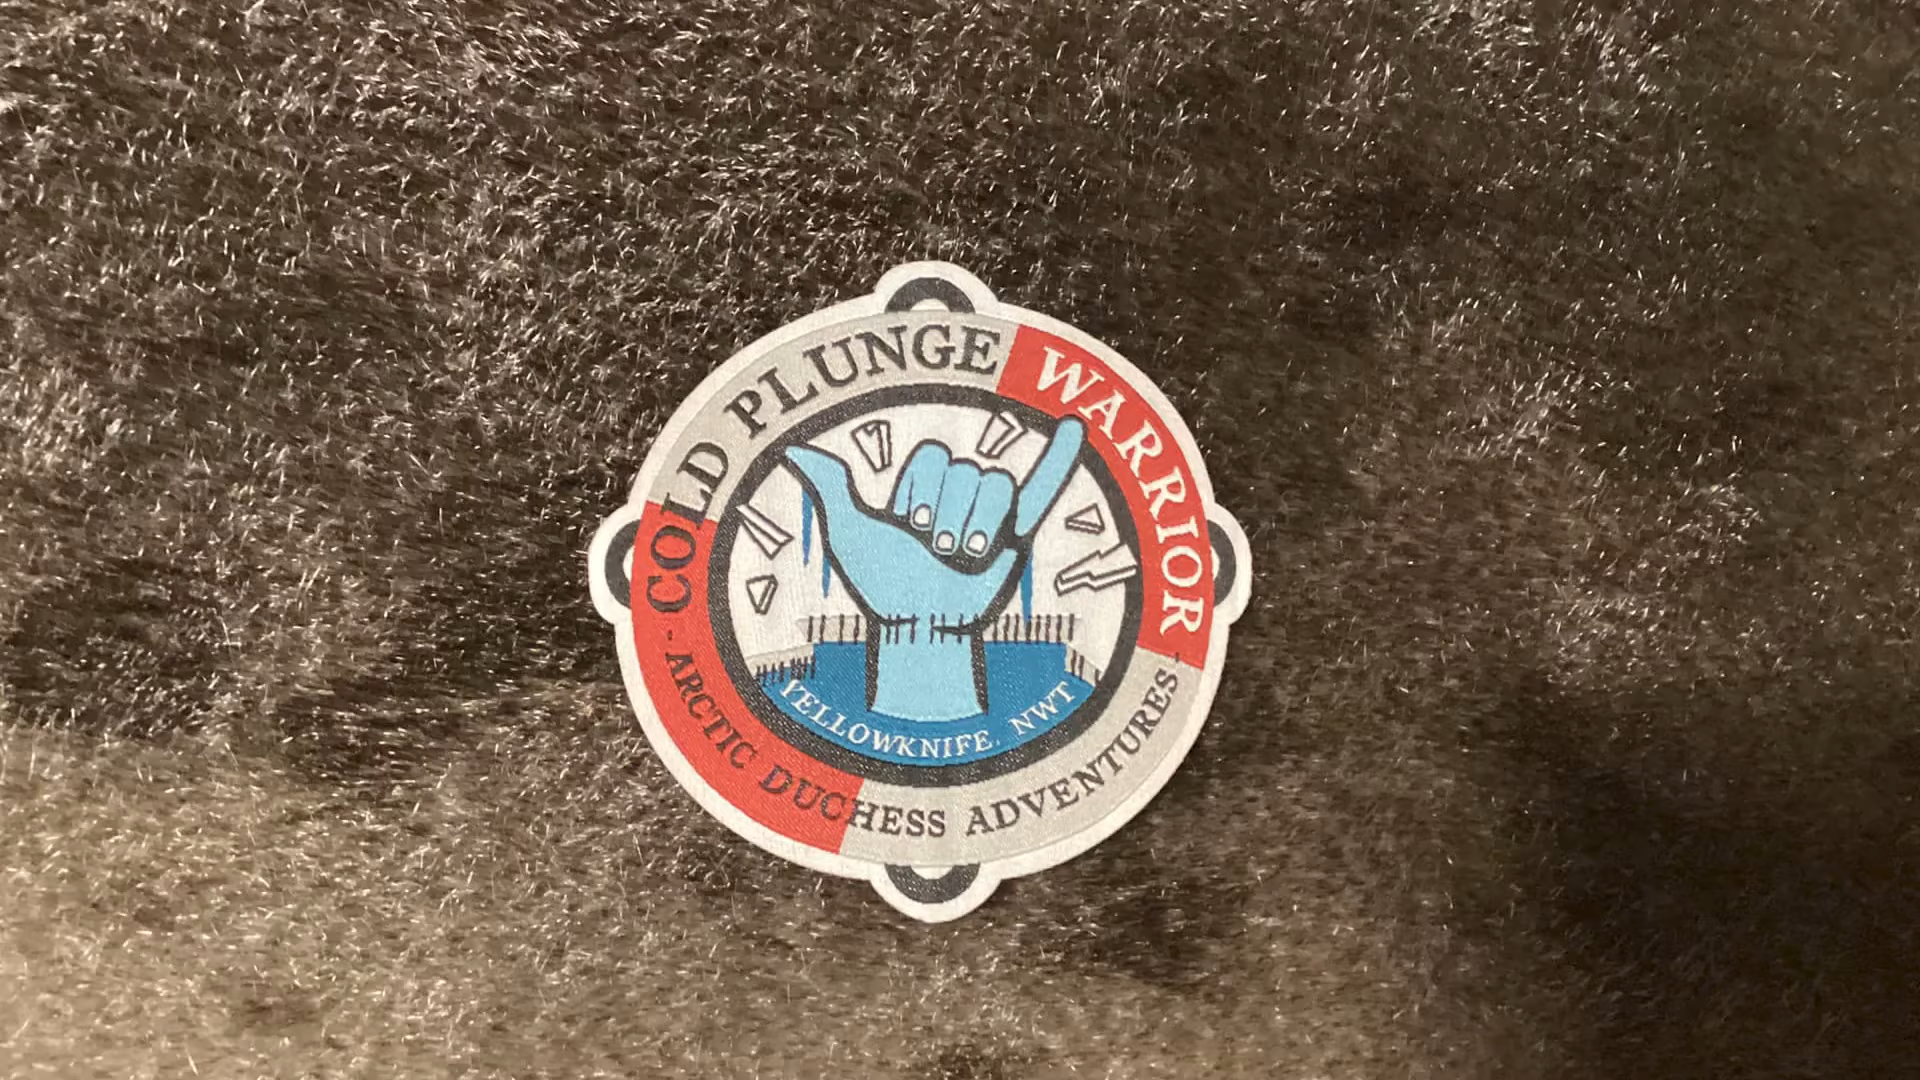 COLD PLUNGE WARRIOR
YELLOWKNIFE, NWT
- ARCTIC DUCHESS ADVENTURES -